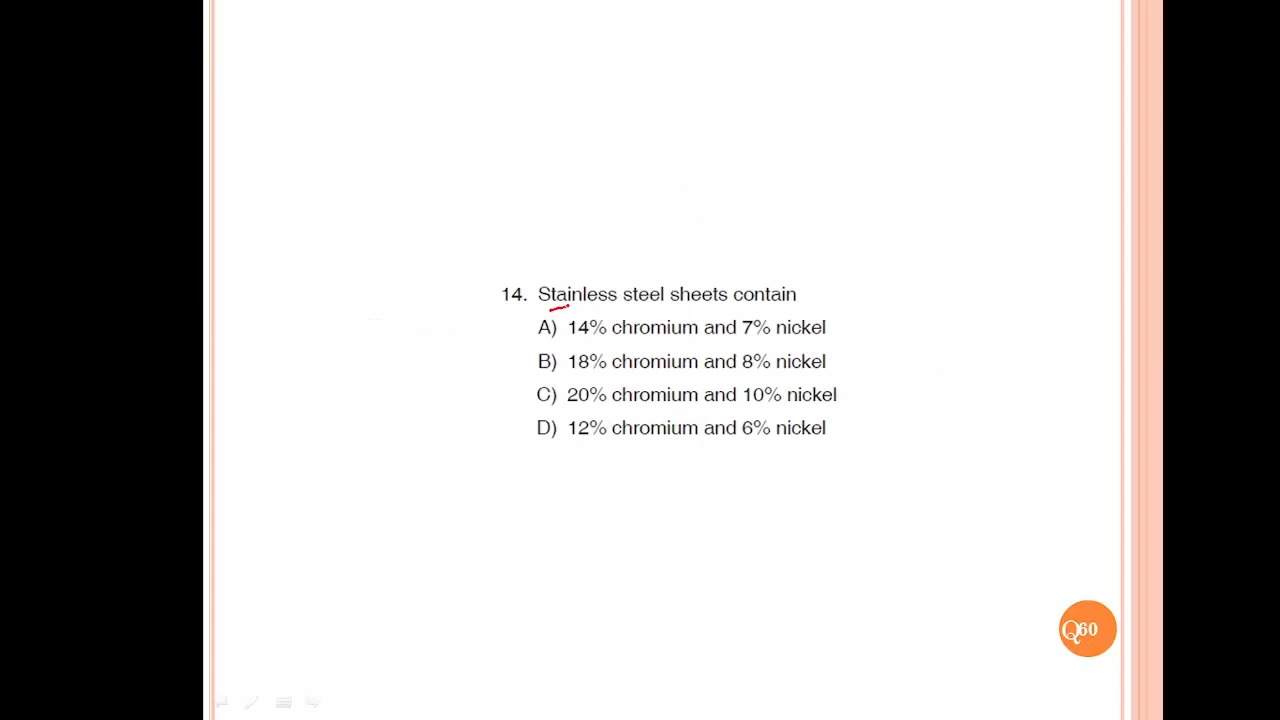 14. Stainless steel sheets contain
A) 14% chromium and 7% nickel
B) 18% chromium and 8% nickel
C) 20% chromium and 10% nickel
D) 12% chromium and 6% nickel
Q60